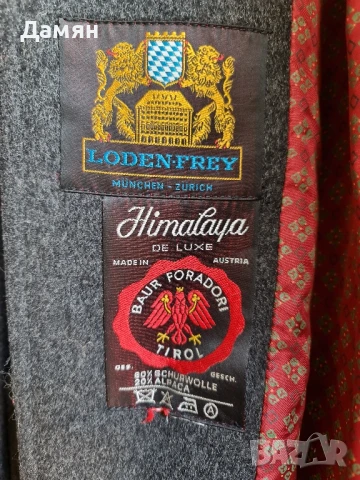 Дамян
LODEN-FREY
MÜNCHEN - ZÜRICH
Himalaya
DE LUXE
MADE IN AUSTRIA
BAUR FORADORI
TIROL
GES. GESCH.
80% SCHURWOLLE
20% ALPACA
A
BAZAR